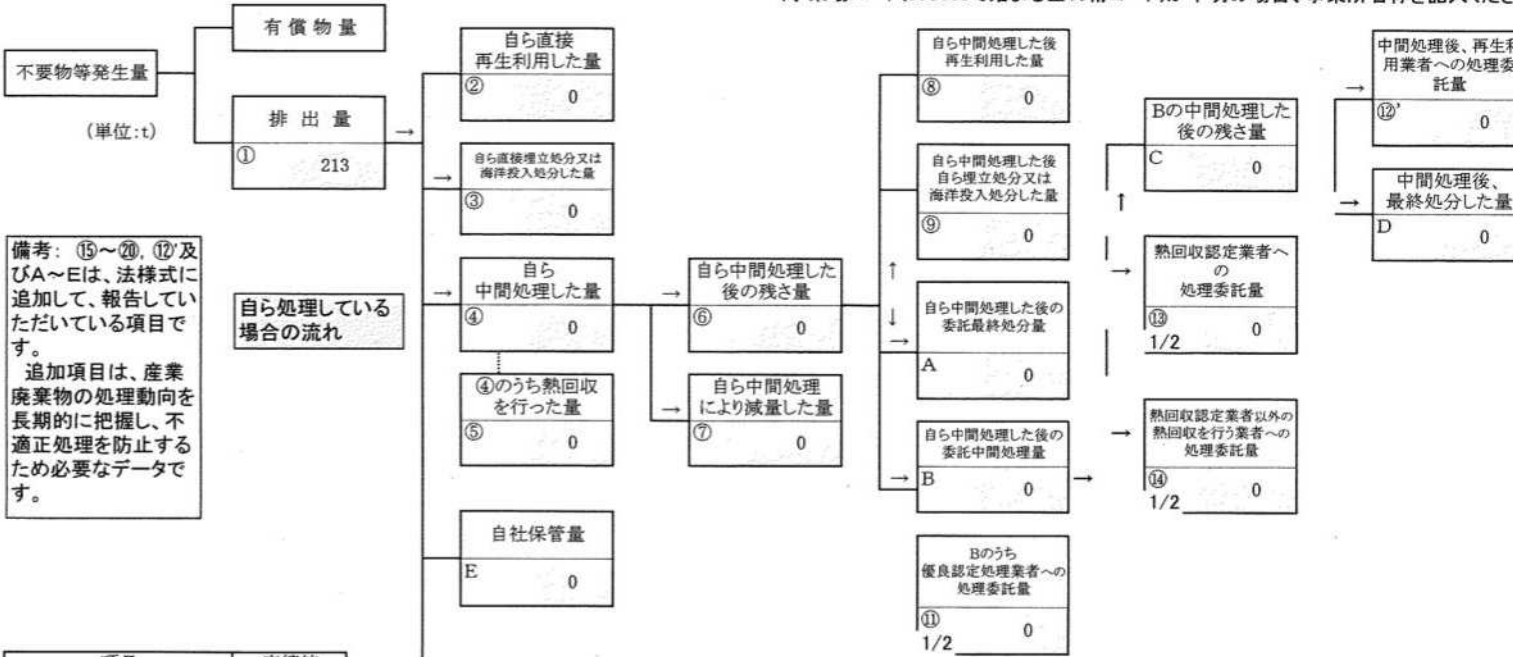 有償物量
不要物等発生量
(単位:t)
排出量
①
213
→
自ら直接
再生利用した量
②
0
→
自ら直接埋立処分又は
海洋投入処分した量
③
0
備考: ⑮～⑳, ⑫'及
びA～Eは、法様式に
追加して、報告してい
ただいている項目で
す。
追加項目は、産業
廃棄物の処理動向を
長期的に把握し、不
適正処理を防止する
ため必要なデータで
す。
自ら処理している
場合の流れ
→
自ら
中間処理した量
④
0
④のうち熱回収
を行った量
⑤
0
自社保管量
E
0
→
自ら中間処理した
後の残さ量
⑥
0
→
自ら中間処理
により減量した量
⑦
0
自ら中間処理した後
再生利用した量
⑧
0
自ら中間処理した後
自ら埋立処分又は
海洋投入処分した量
⑨
0
↑
↓
→
自ら中間処理した後の
委託最終処分量
A
0
→
自ら中間処理した後の
委託中間処理量
B
0
→
Bのうち
優良認定処理業者への
処理委託量
⑪
1/2
0
→
Bの中間処理した
後の残さ量
C
0
↑
→
熱回収認定業者へ
の
処理委託量
⑬
1/2
0
→
熱回収認定業者以外の
熱回収を行う業者への
処理委託量
⑭
1/2
0
→
中間処理後、再生利
用業者への処理委
託量
⑫'
0
→
中間処理後、
最終処分した量
D
0